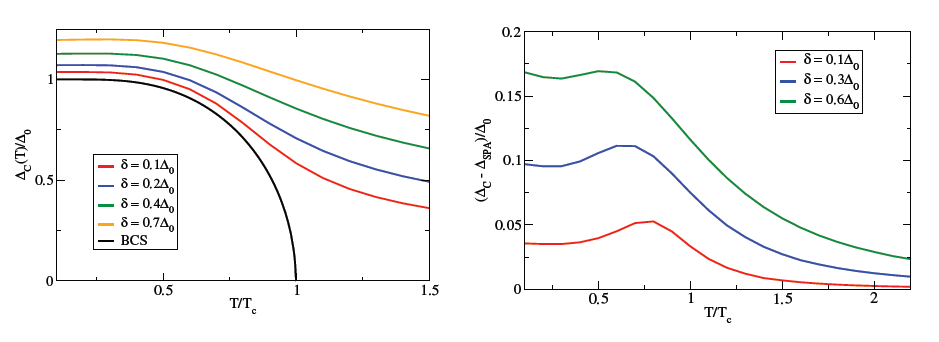 Δ_C(T)/Δ_0
1
0.5
0
0.5
1
1.5
T/T_c
δ = 0.1Δ_0
δ = 0.2Δ_0
δ = 0.4Δ_0
δ = 0.7Δ_0
BCS
(Δ_C - Δ_SPA)/Δ_0
0.2
0.15
0.1
0.05
0
0.5
1
1.5
2
T/T_c
δ = 0.1Δ_0
δ = 0.3Δ_0
δ = 0.6Δ_0